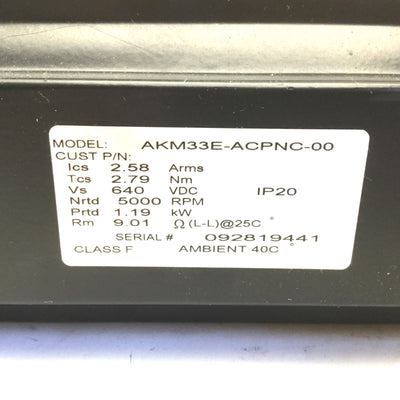 MODEL: AKM33E-ACPNC-00
CUST P/N:
Ics 2.58 Arms
Tcs 2.79 Nm
Vs 640 VDC IP20
Nrtd 5000 RPM
Prtd 1.19 kW
Rm 9.01 Ω (L-L)@25C °
SERIAL # 092819441
CLASS F AMBIENT 40C °